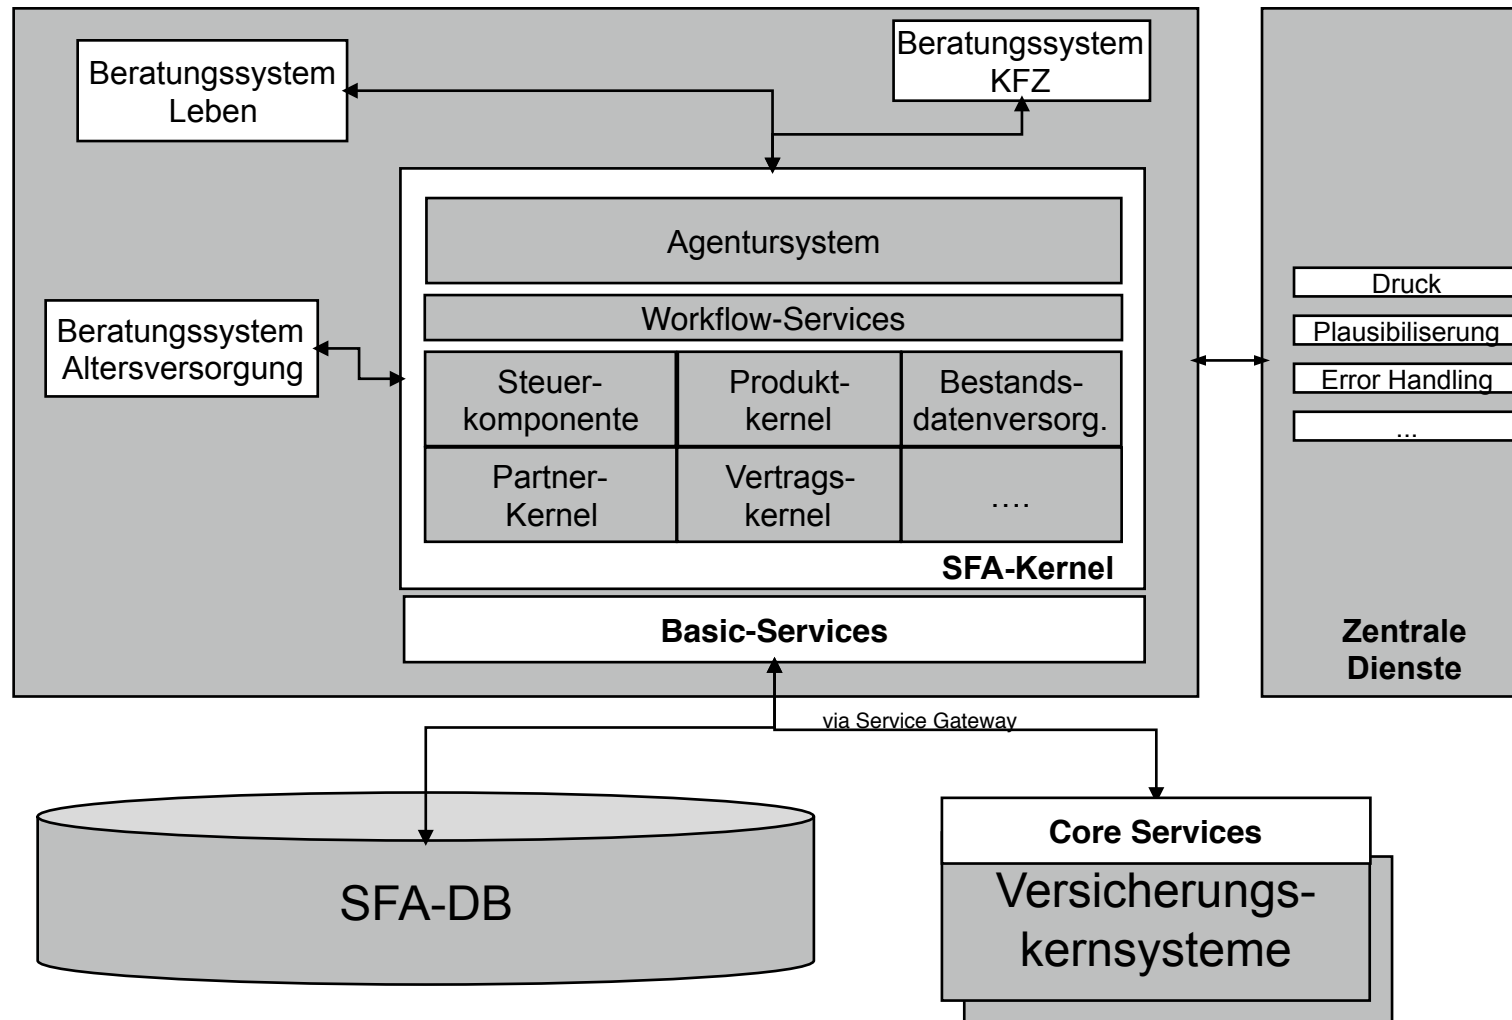 Beratungssystem
Leben
Beratungssystem
KFZ
Agentursystem
Workflow-Services
Beratungssystem
Altersversorgung
Steuer-
komponente
Produkt-
kernel
Bestands-
datenversorg.
Partner-
Kernel
Vertrags-
kernel
....
SFA-Kernel
Basic-Services
Druck
Plausibiliserung
Error Handling
...
Zentrale
Dienste
via Service Gateway
SFA-DB
Core Services
Versicherungs-
kernsysteme